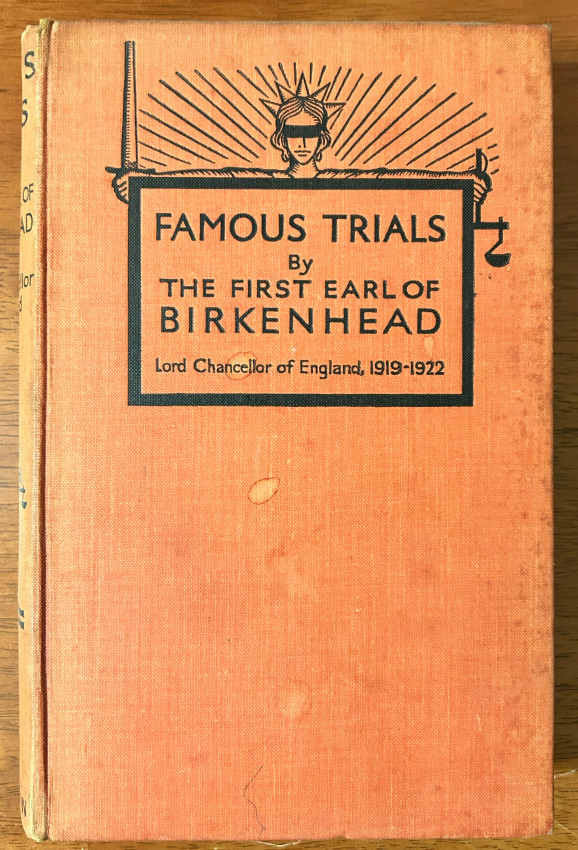 FAMOUS TRIALS
By
THE FIRST EARL OF
BIRKENHEAD
Lord Chancellor of England, 1919-1922